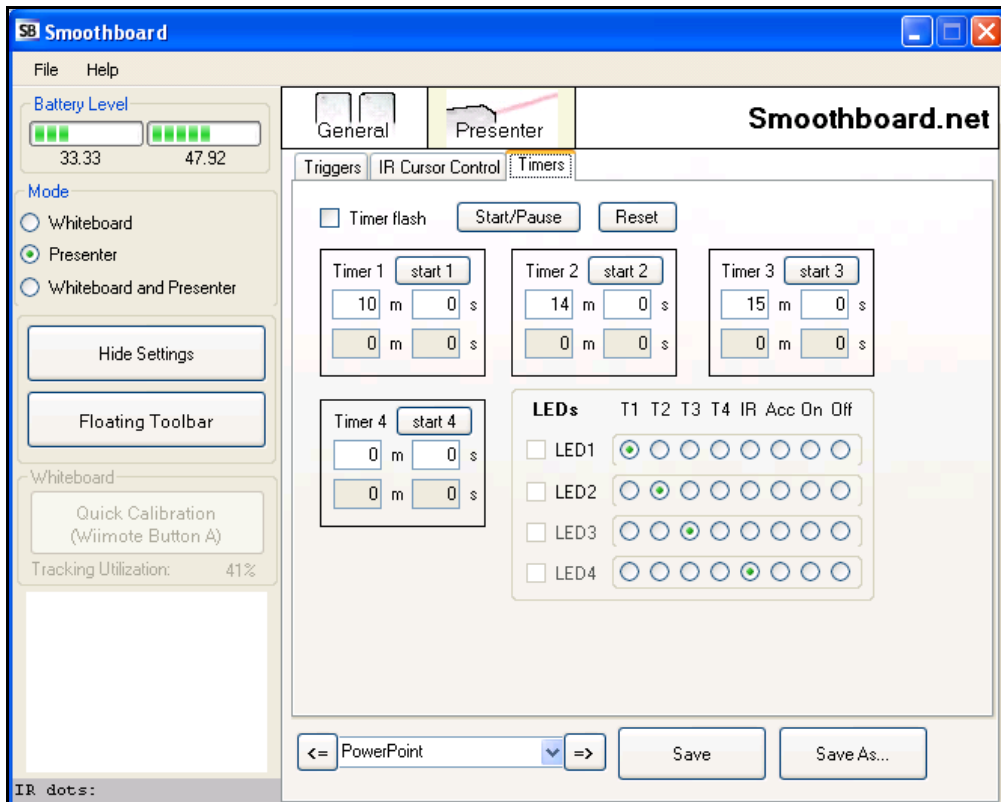 SB Smoothboard
File Help
Battery Level
33.33 47.92
Mode
Whiteboard
Presenter
Whiteboard and Presenter
Hide Settings
Floating Toolbar
Whiteboard
Quick Calibration
(Wiimote Button A)
Tracking Utilization: 41%
IR dots:
General Presenter Smoothboard.net
Triggers IR Cursor Control Timers
Timer flash Start/Pause Reset
Timer 1 start 1
10 m 0 s
0 m 0 s
Timer 2 start 2
14 m 0 s
0 m 0 s
Timer 3 start 3
15 m 0 s
0 m 0 s
Timer 4 start 4
0 m 0 s
0 m 0 s
LEDs T1 T2 T3 T4 IR Acc On Off
LED1
LED2
LED3
LED4
<= PowerPoint => Save Save As...